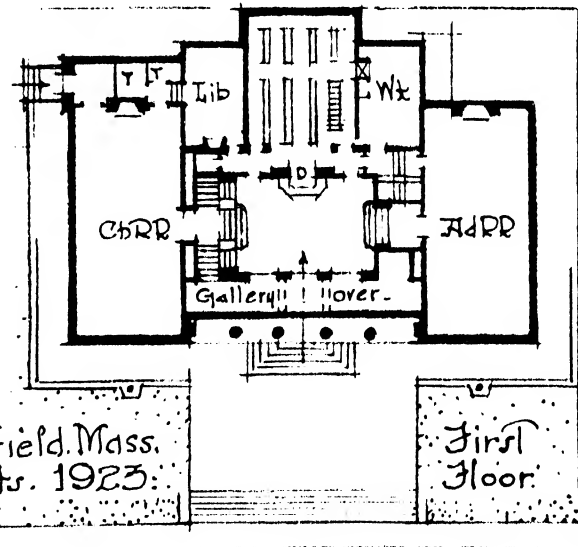 T T
Lib
Wk
D
ChRR
AdRR
Gallery over-
ield. Mass.
ts. 1923.
First
Floor.